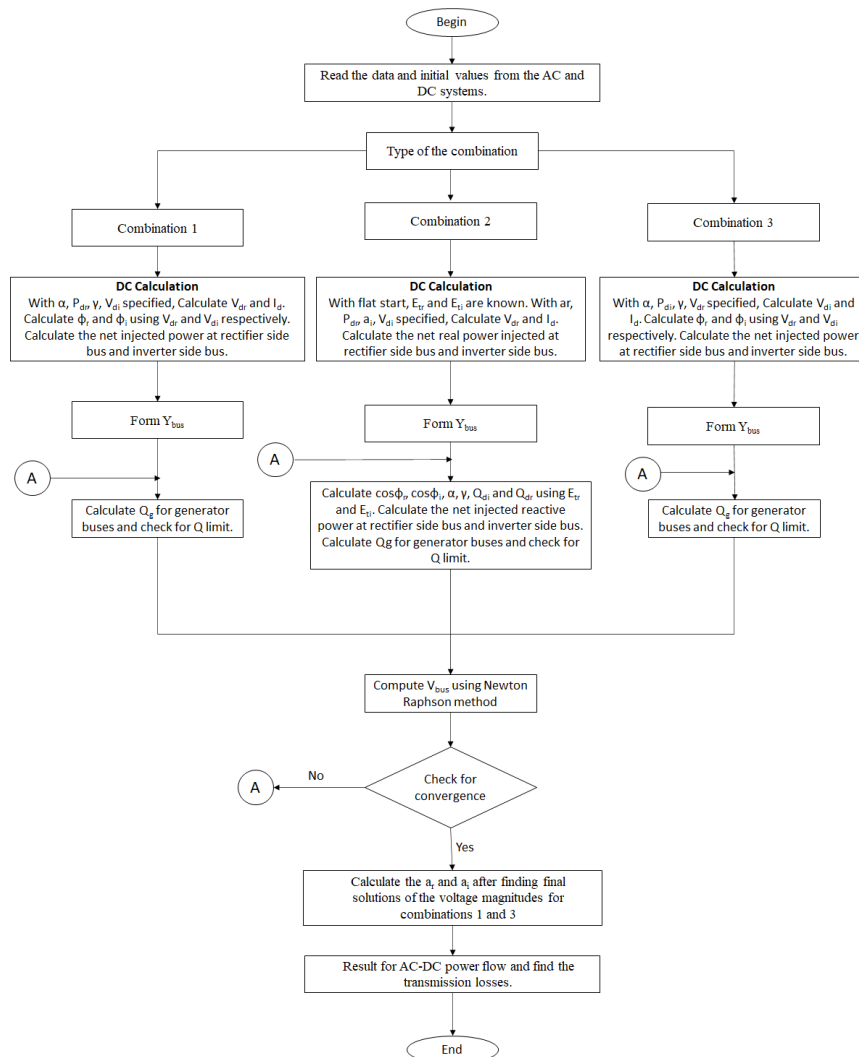 Begin
Read the data and initial values from the AC and
DC systems.
Type of the combination
Combination 1
Combination 2
Combination 3
DC Calculation
With α, Pdr, γ, Vdi specified, Calculate Vdr and Id.
Calculate ϕr and ϕi using Vdr and Vdi respectively.
Calculate the net injected power at rectifier side
bus and inverter side bus.
DC Calculation
With flat start, Etr and Eti are known. With ar,
Pdr, ai, Vdi specified, Calculate Vdr and Id.
Calculate the net real power injected at
rectifier side bus and inverter side bus.
DC Calculation
With α, Pdi, γ, Vdr specified, Calculate Vdi and
Id. Calculate ϕr and ϕi using Vdr and Vdi
respectively. Calculate the net injected power
at rectifier side bus and inverter side bus.
Form Ybus
Form Ybus
Form Ybus
A
A
A
Calculate Qg for generator
buses and check for Q limit.
Calculate cosϕr, cosϕi, α, γ, Qdi and Qdr using Etr
and Eti. Calculate the net injected reactive
power at rectifier side bus and inverter side bus.
Calculate Qg for generator buses and check for
Q limit.
Calculate Qg for generator
buses and check for Q limit.
Compute Vbus using Newton
Raphson method
A
No
Check for
convergence
Yes
Calculate the ar and ai after finding final
solutions of the voltage magnitudes for
combinations 1 and 3
Result for AC-DC power flow and find the
transmission losses.
End